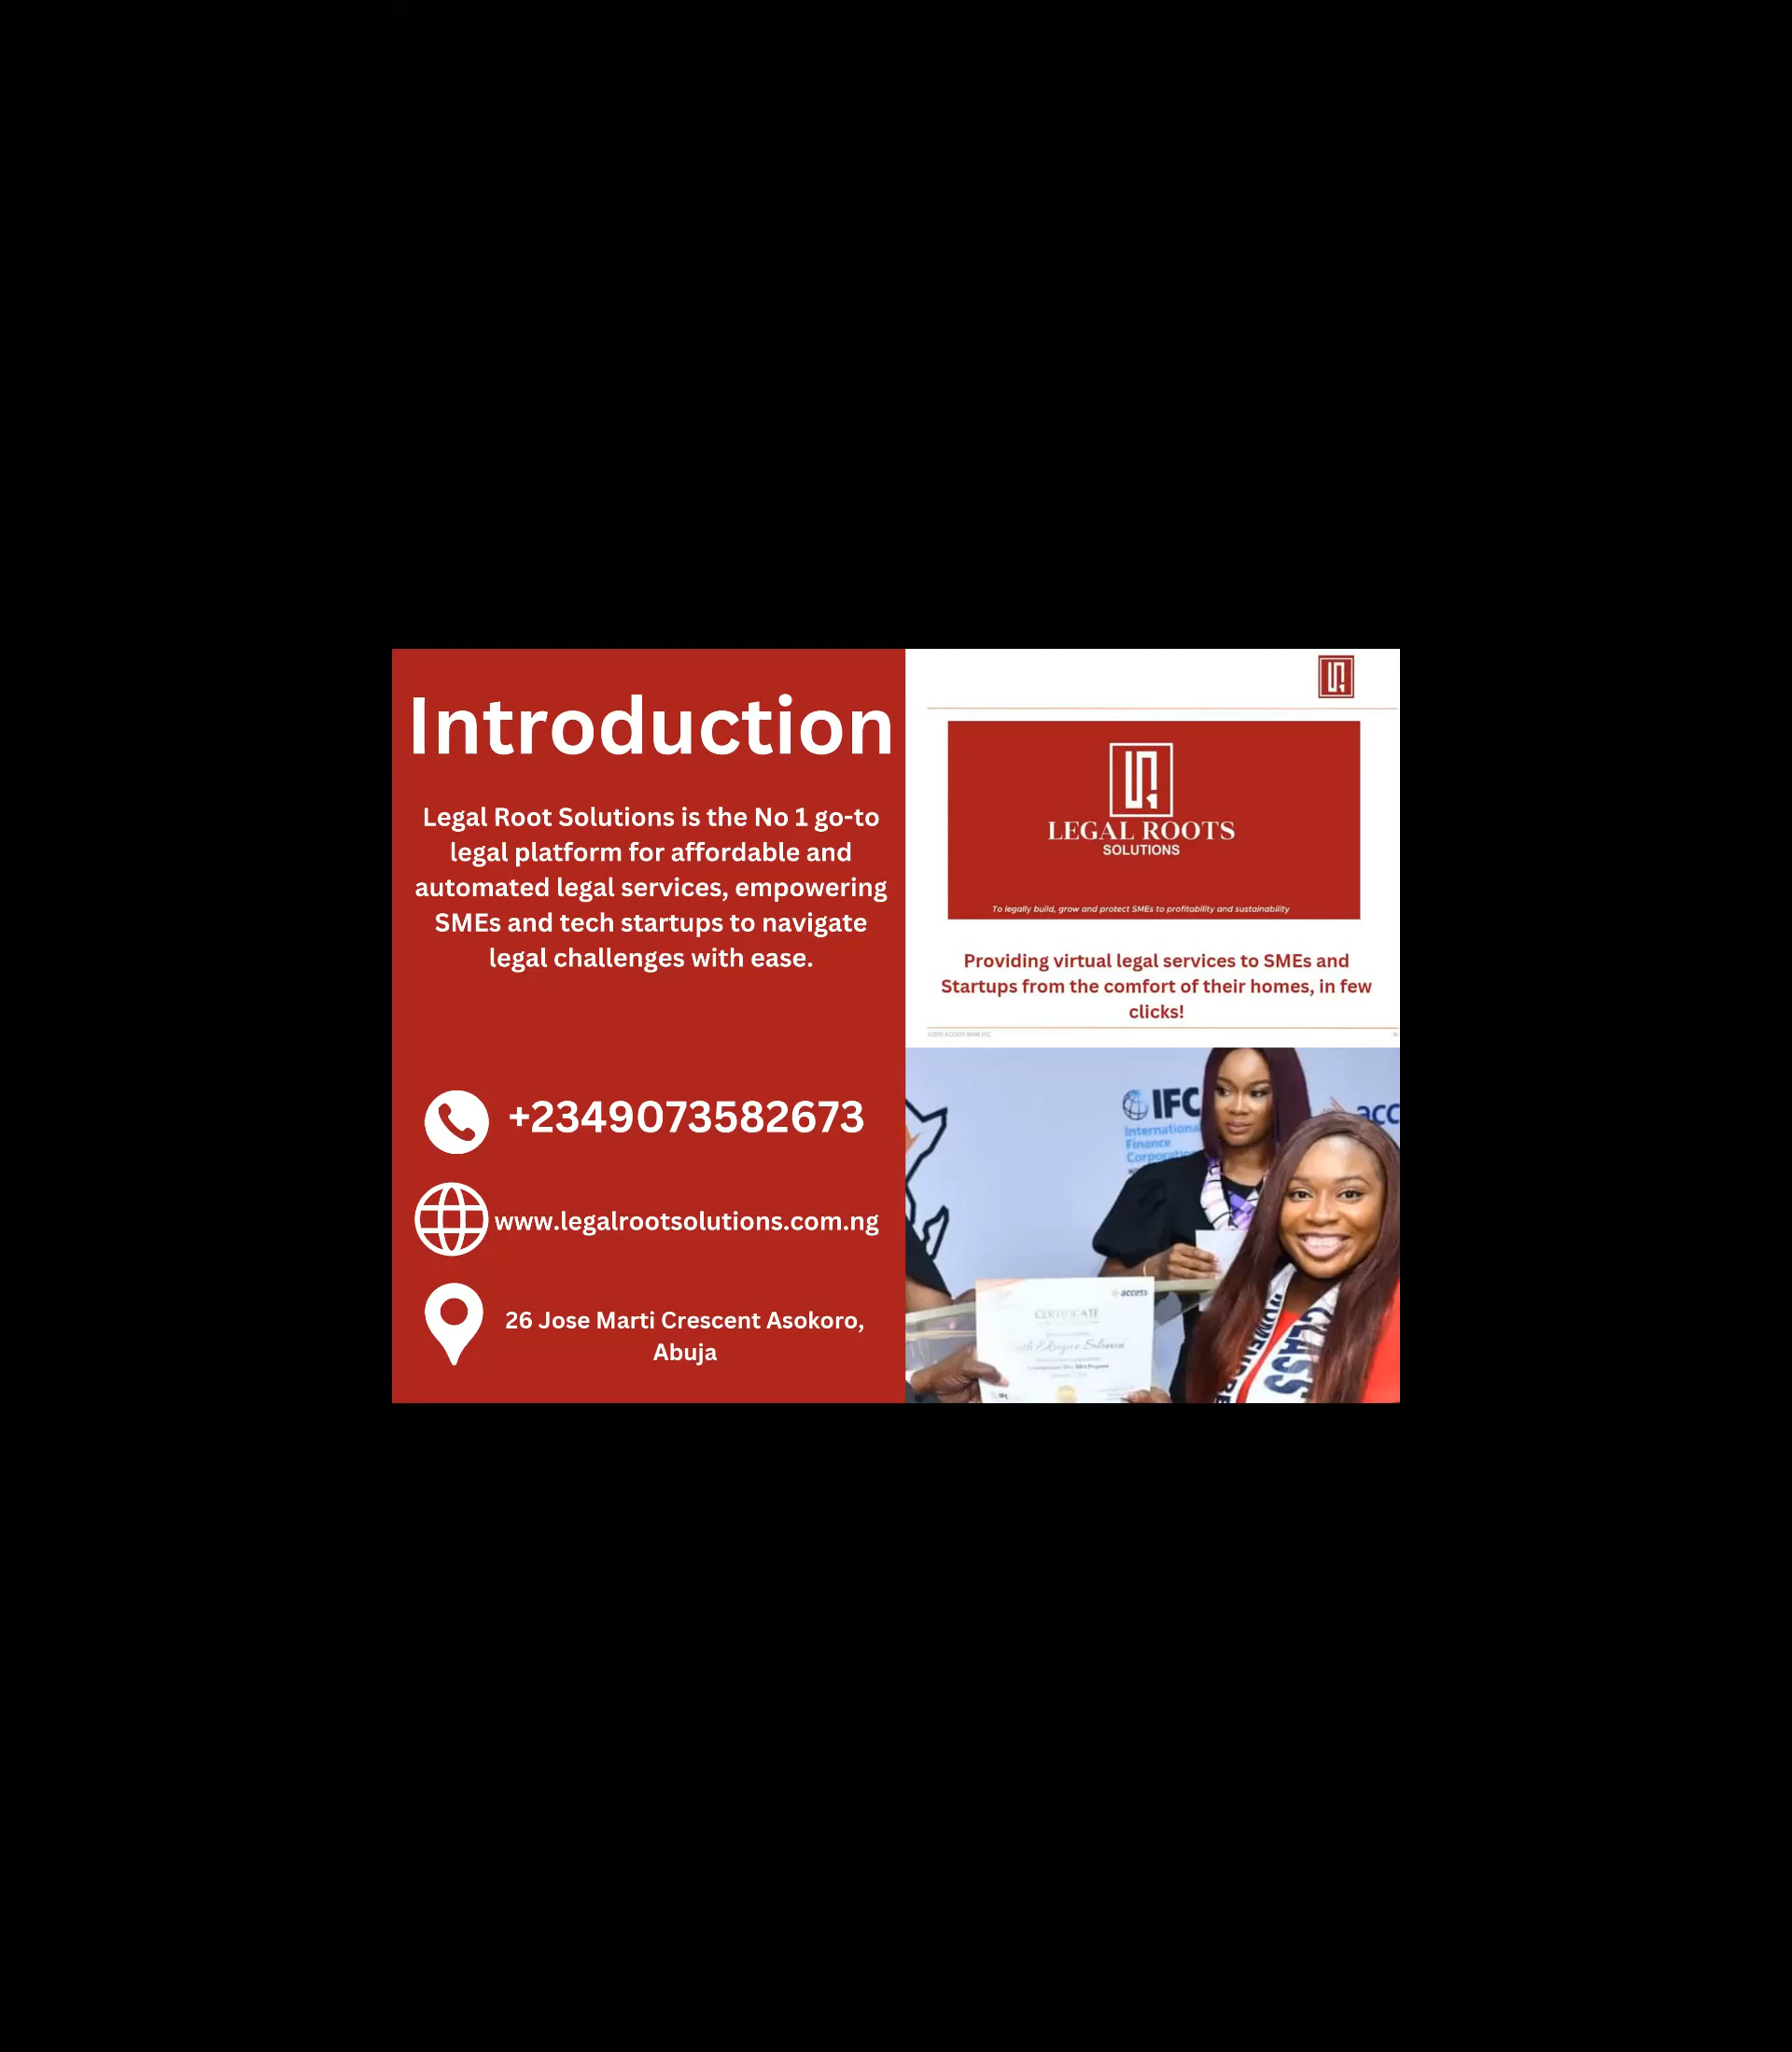 Introduction
Legal Root Solutions is the No 1 go-to
legal platform for affordable and
automated legal services, empowering
SMEs and tech startups to navigate
legal challenges with ease.
+2349073582673
www.legalrootsolutions.com.ng
26 Jose Marti Crescent Asokoro,
Abuja
LEGAL ROOTS
SOLUTIONS
To legally build, grow and protect SMEs to profitability and sustainability
Providing virtual legal services to SMEs and
Startups from the comfort of their homes, in few
clicks!
IFC
International
Finance
acc
access
CERTIFICATE
IFC
CLASS